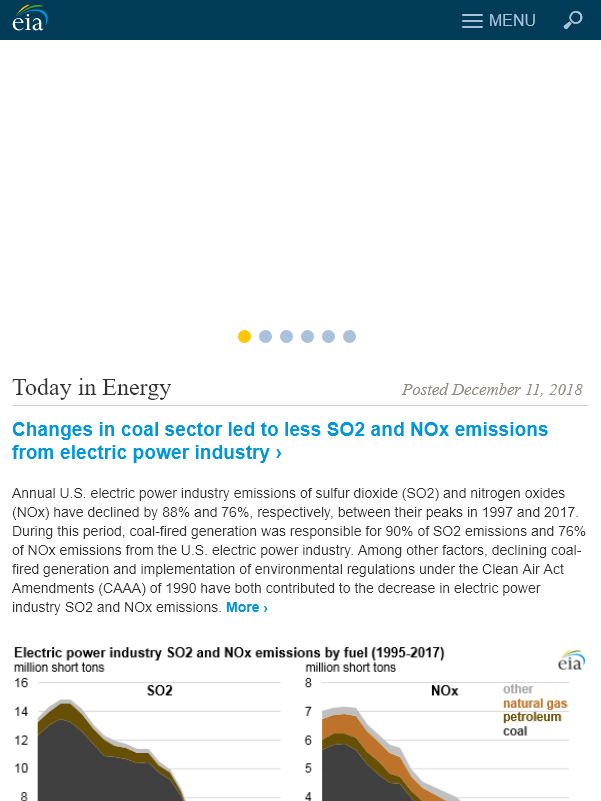 eia
MENU
Today in Energy
Posted December 11, 2018
Changes in coal sector led to less SO2 and NOx emissions
from electric power industry ›
Annual U.S. electric power industry emissions of sulfur dioxide (SO2) and nitrogen oxides
(NOx) have declined by 88% and 76%, respectively, between their peaks in 1997 and 2017.
During this period, coal-fired generation was responsible for 90% of SO2 emissions and 76%
of NOx emissions from the U.S. electric power industry. Among other factors, declining coal-
fired generation and implementation of environmental regulations under the Clean Air Act
Amendments (CAAA) of 1990 have both contributed to the decrease in electric power
industry SO2 and NOx emissions. More ›
Electric power industry SO2 and NOx emissions by fuel (1995-2017)
eia
million short tons
million short tons
16
SO2
14
12
10
8
8
NOx
7
6
5
4
other
natural gas
petroleum
coal